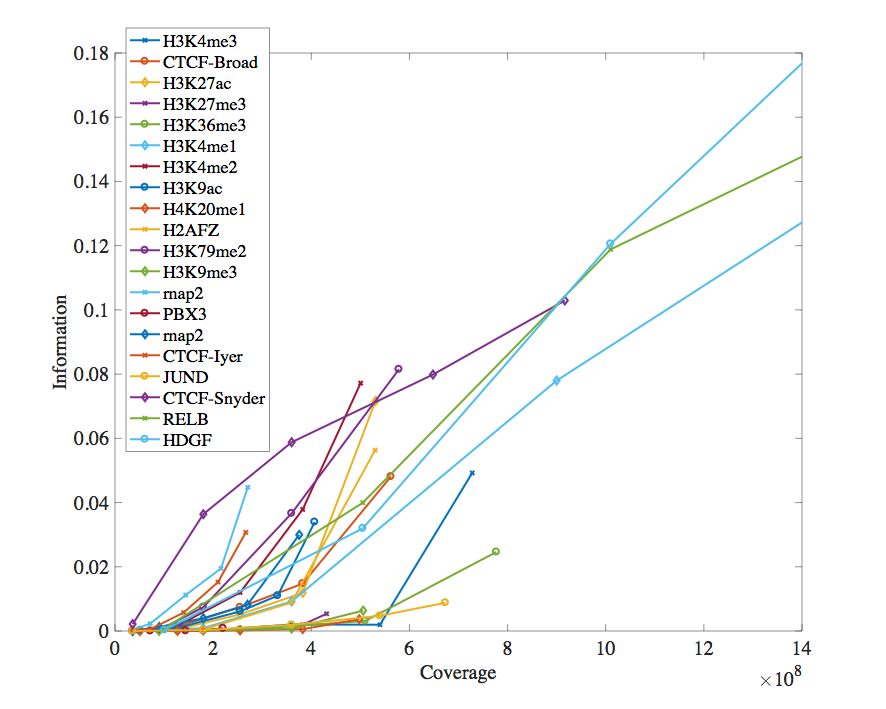 H3K4me3
CTCF-Broad
H3K27ac
H3K27me3
H3K36me3
H3K4me1
H3K4me2
H3K9ac
H4K20me1
H2AFZ
H3K79me2
H3K9me3
rnap2
PBX3
rnap2
CTCF-Iyer
JUND
CTCF-Snyder
RELB
HDGF
0.18
0.16
0.14
0.12
0.1
0.08
0.06
0.04
0.02
0
Information
0 2 4 6 8 10 12 14
Coverage
×10⁸